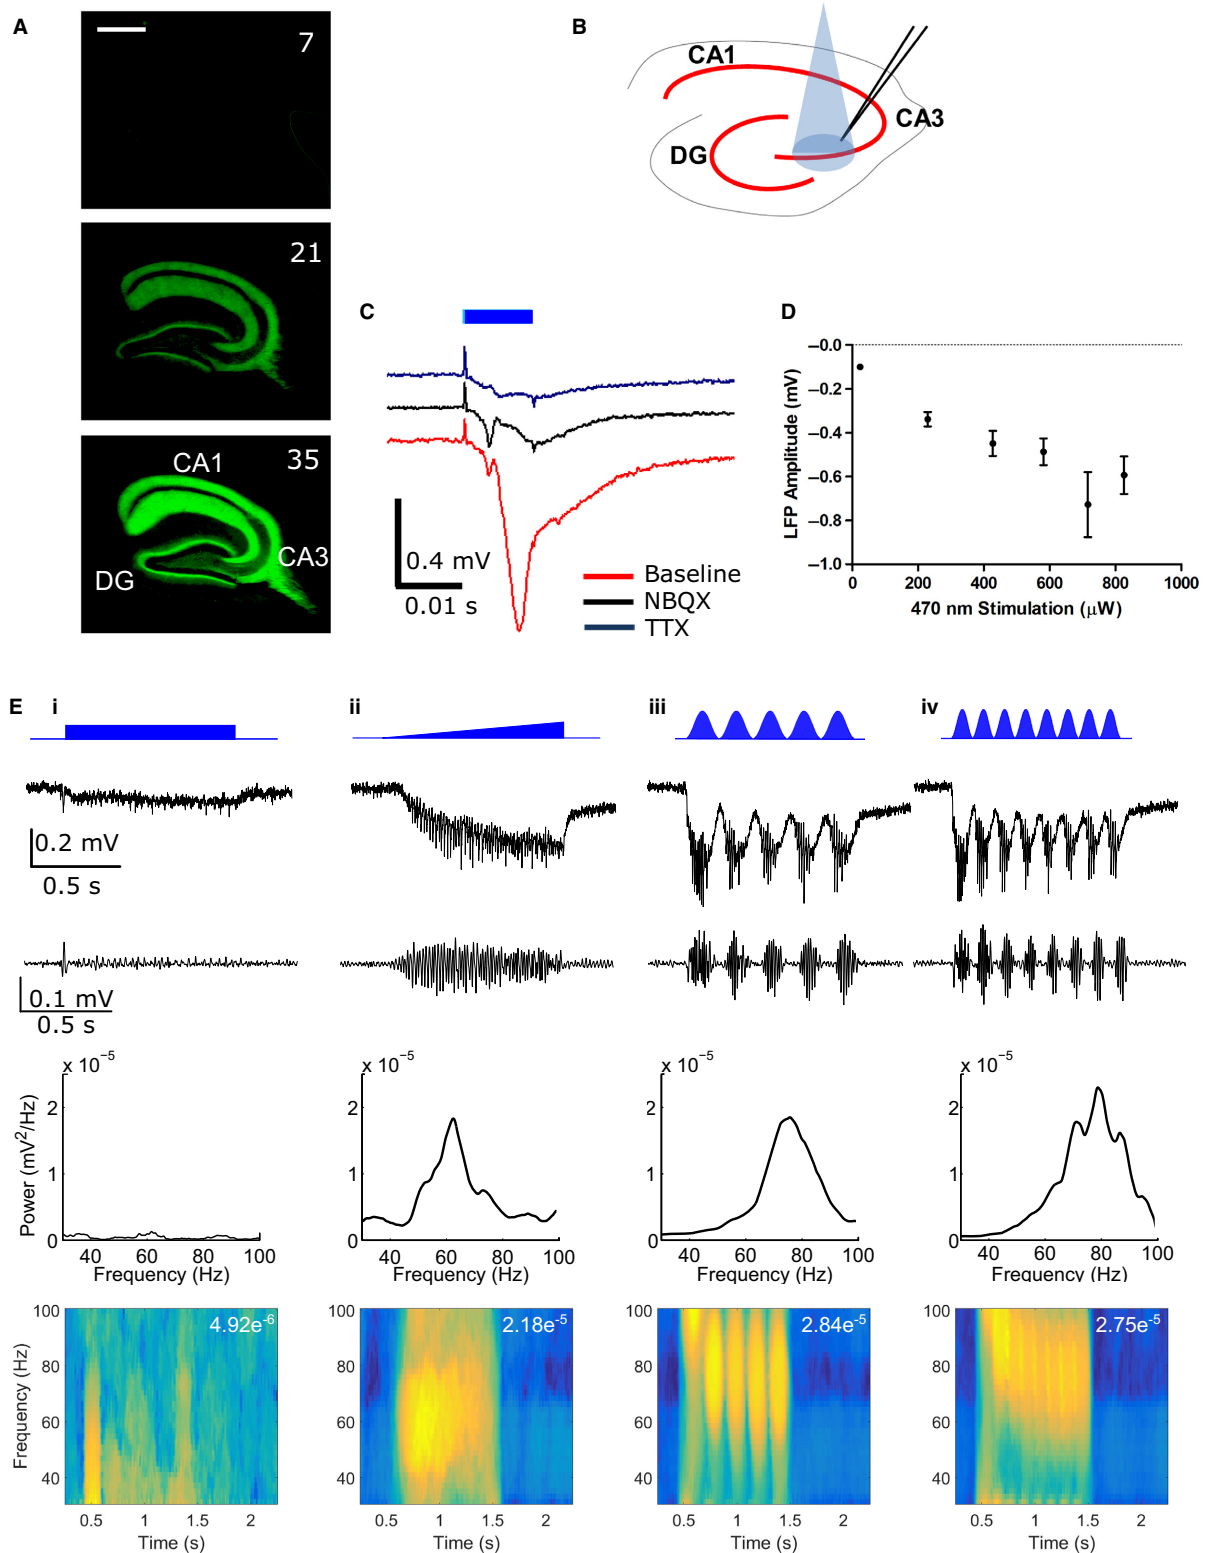 A
7
21
35
CA1
CA3
DG
B
CA1
CA3
DG
C
0.4 mV
0.01 s
Baseline
NBQX
TTX
D
LFP Amplitude (mV)
–0.0
–0.2
–0.4
–0.6
–0.8
–1.0
0 200 400 600 800 1000
470 nm Stimulation (µW)
E i ii iii iv
0.2 mV
0.5 s
0.1 mV
0.5 s
x 10⁻⁵ x 10⁻⁵ x 10⁻⁵ x 10⁻⁵
Power (mV²/Hz)
2 2 2 2
1 1 1 1
0 0 0 0
40 60 80 100 40 60 80 100 40 60 80 100 40 60 80 100
Frequency (Hz) Frequency (Hz) Frequency (Hz) Frequency (Hz)
4.92e⁻⁶ 2.18e⁻⁵ 2.84e⁻⁵ 2.75e⁻⁵
Frequency (Hz)
100 100 100 100
80 80 80 80
60 60 60 60
40 40 40 40
0.5 1 1.5 2 0.5 1 1.5 2 0.5 1 1.5 2 0.5 1 1.5 2
Time (s) Time (s) Time (s) Time (s)